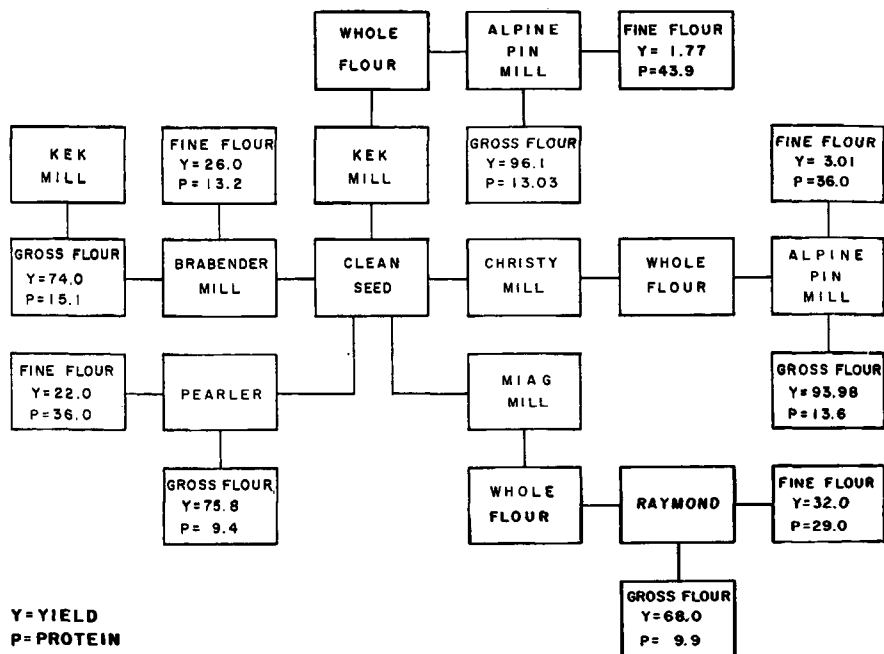 WHOLE
FLOUR
ALPINE
PIN
MILL
FINE FLOUR
Y= 1.77
P=43.9
KEK
MILL
FINE FLOUR
Y=26.0
P=13.2
KEK
MILL
GROSS FLOUR
Y=96.1
P=13.03
FINE FLOUR
Y= 3.01
P=36.0
GROSS FLOUR
Y=74.0
P=15.1
BRABENDER
MILL
CLEAN
SEED
CHRISTY
MILL
WHOLE
FLOUR
ALPINE
PIN
MILL
FINE FLOUR
Y=22.0
P=36.0
PEARLER
MIAG
MILL
GROSS FLOUR
Y=93.98
P=13.6
GROSS FLOUR
Y=75.8
P= 9.4
WHOLE
FLOUR
RAYMOND
FINE FLOUR
Y=32.0
P=29.0
GROSS FLOUR
Y=68.0
P= 9.9
Y=YIELD
P=PROTEIN